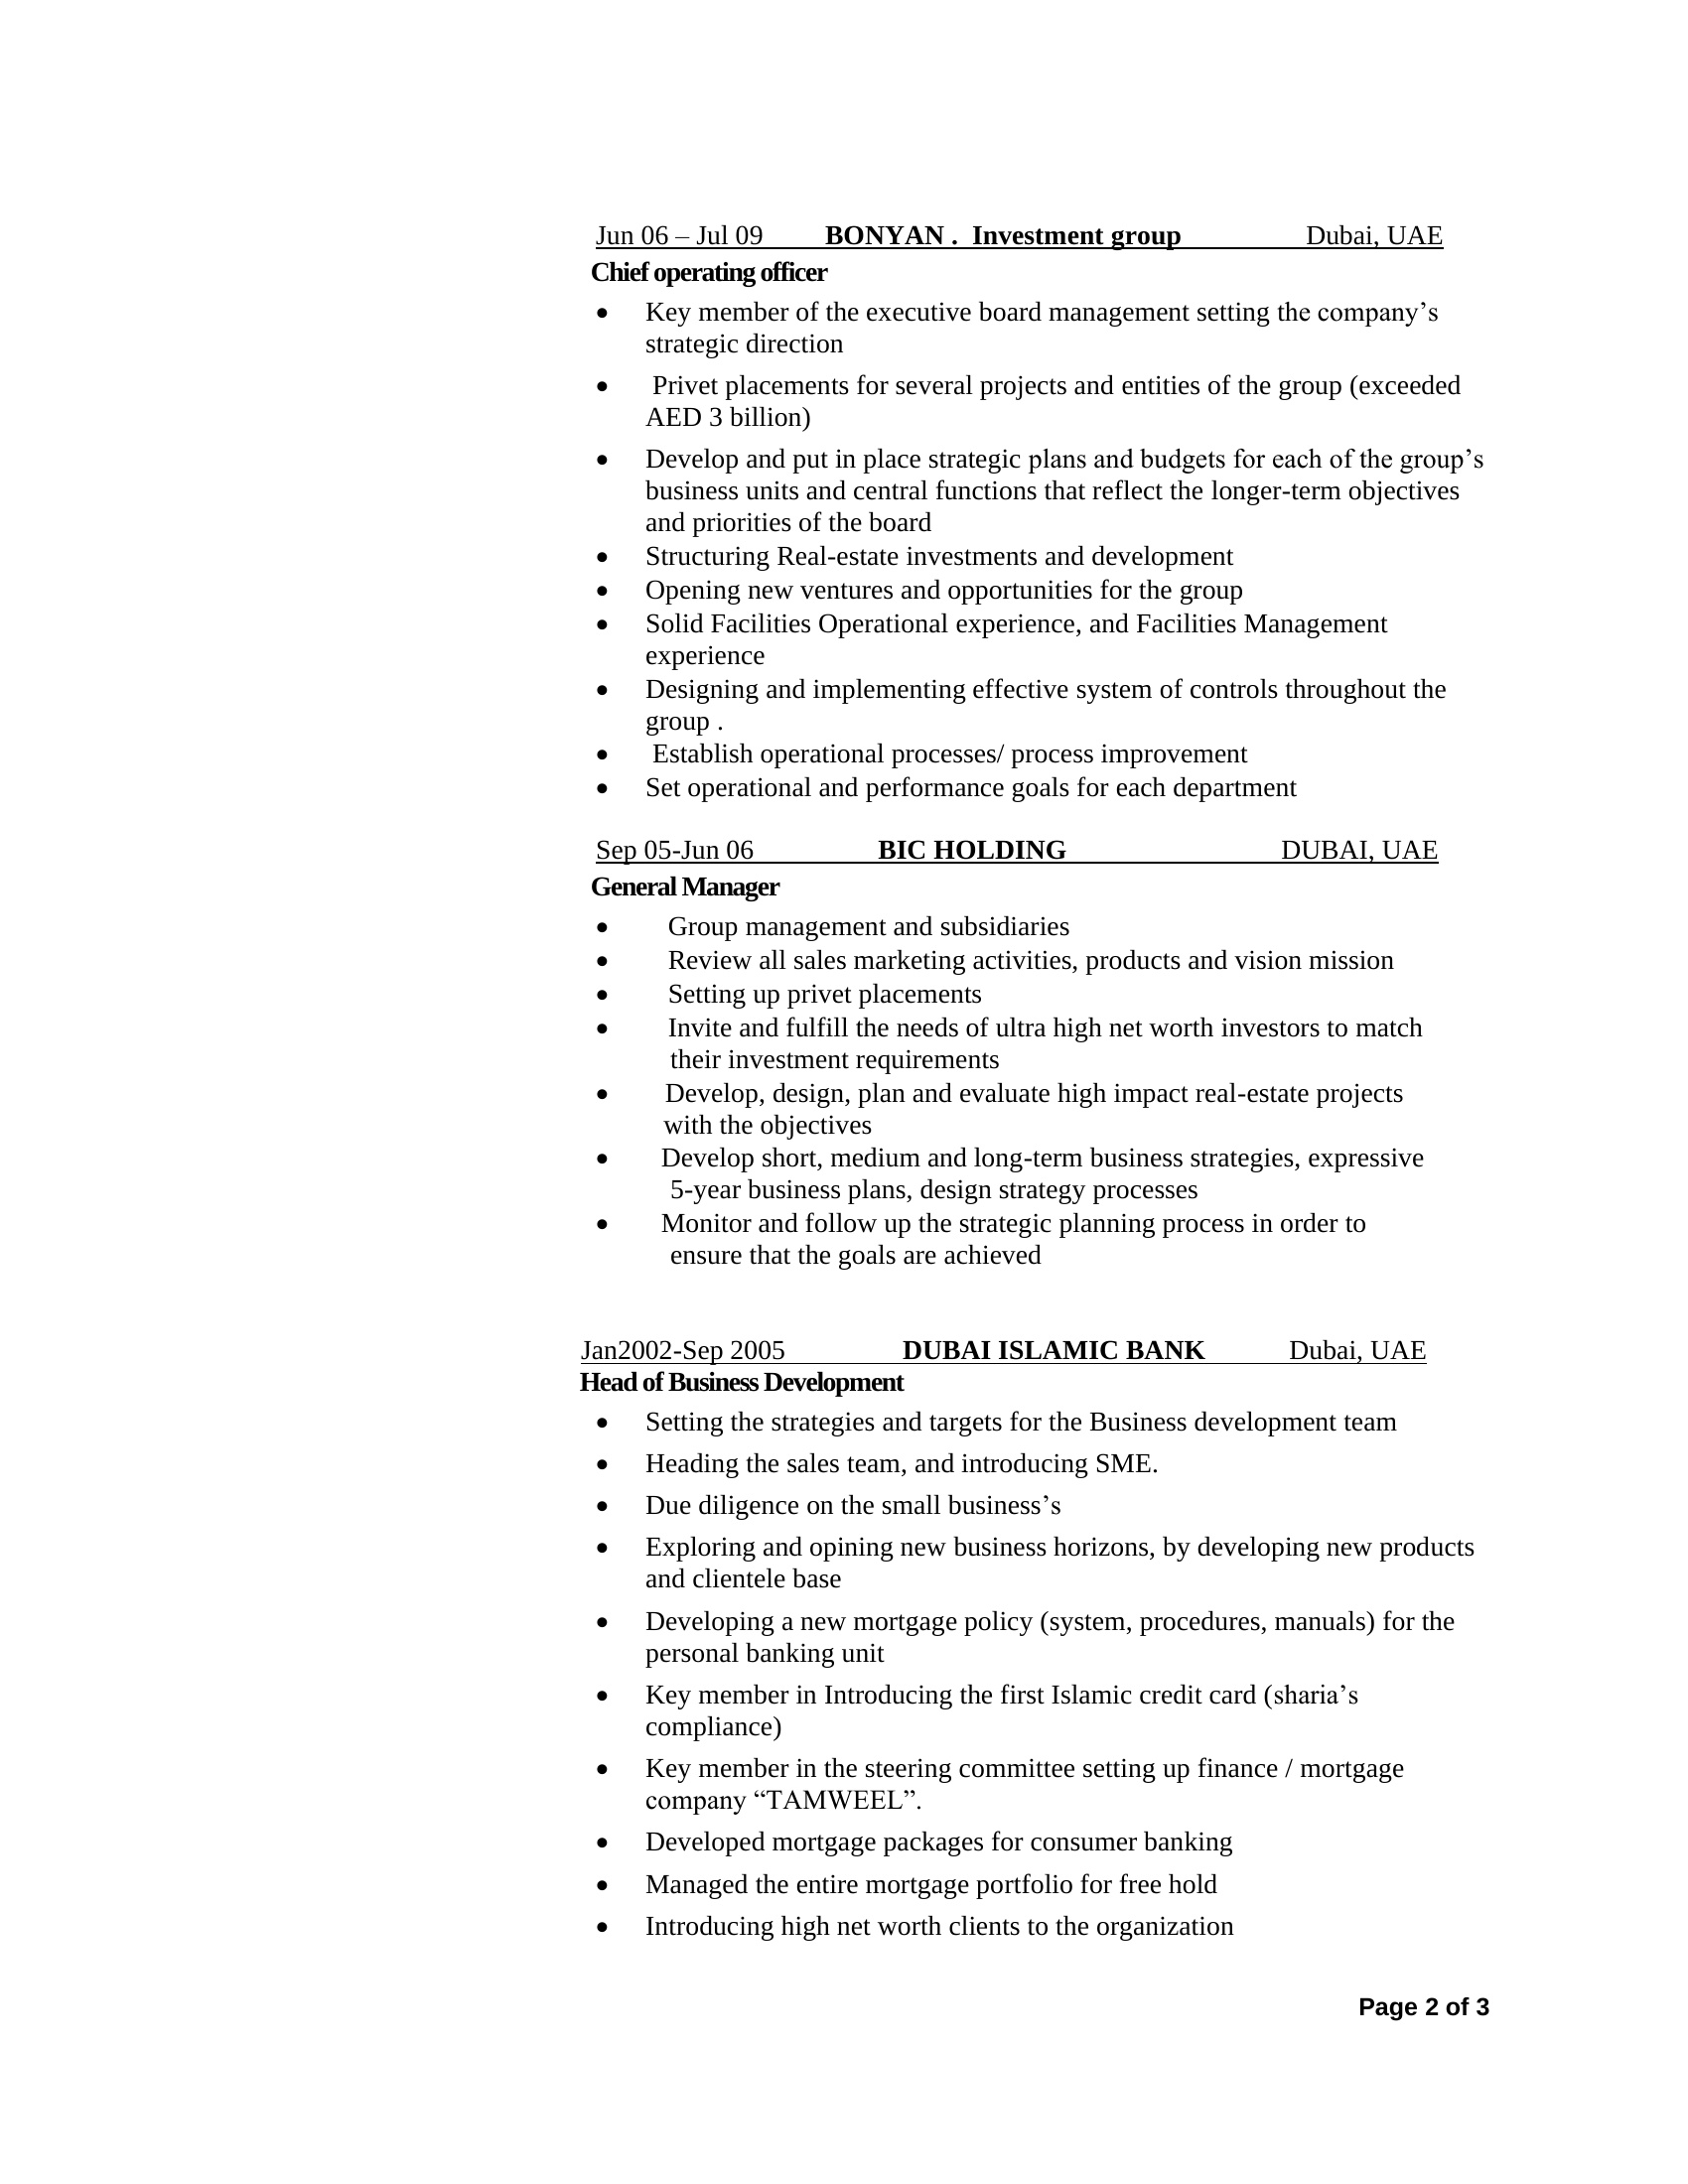 Jun 06 – Jul 09 BONYAN . Investment group Dubai, UAE
Chief operating officer
• Key member of the executive board management setting the company’s
strategic direction
• Privet placements for several projects and entities of the group (exceeded
AED 3 billion)
• Develop and put in place strategic plans and budgets for each of the group’s
business units and central functions that reflect the longer-term objectives
and priorities of the board
• Structuring Real-estate investments and development
• Opening new ventures and opportunities for the group
• Solid Facilities Operational experience, and Facilities Management
experience
• Designing and implementing effective system of controls throughout the
group .
• Establish operational processes/ process improvement
• Set operational and performance goals for each department
Sep 05-Jun 06 BIC HOLDING DUBAI, UAE
General Manager
• Group management and subsidiaries
• Review all sales marketing activities, products and vision mission
• Setting up privet placements
• Invite and fulfill the needs of ultra high net worth investors to match
their investment requirements
• Develop, design, plan and evaluate high impact real-estate projects
with the objectives
• Develop short, medium and long-term business strategies, expressive
5-year business plans, design strategy processes
• Monitor and follow up the strategic planning process in order to
ensure that the goals are achieved
Jan2002-Sep 2005 DUBAI ISLAMIC BANK Dubai, UAE
Head of Business Development
• Setting the strategies and targets for the Business development team
• Heading the sales team, and introducing SME.
• Due diligence on the small business’s
• Exploring and opining new business horizons, by developing new products
and clientele base
• Developing a new mortgage policy (system, procedures, manuals) for the
personal banking unit
• Key member in Introducing the first Islamic credit card (sharia’s
compliance)
• Key member in the steering committee setting up finance / mortgage
company “TAMWEEL”.
• Developed mortgage packages for consumer banking
• Managed the entire mortgage portfolio for free hold
• Introducing high net worth clients to the organization
Page 2 of 3